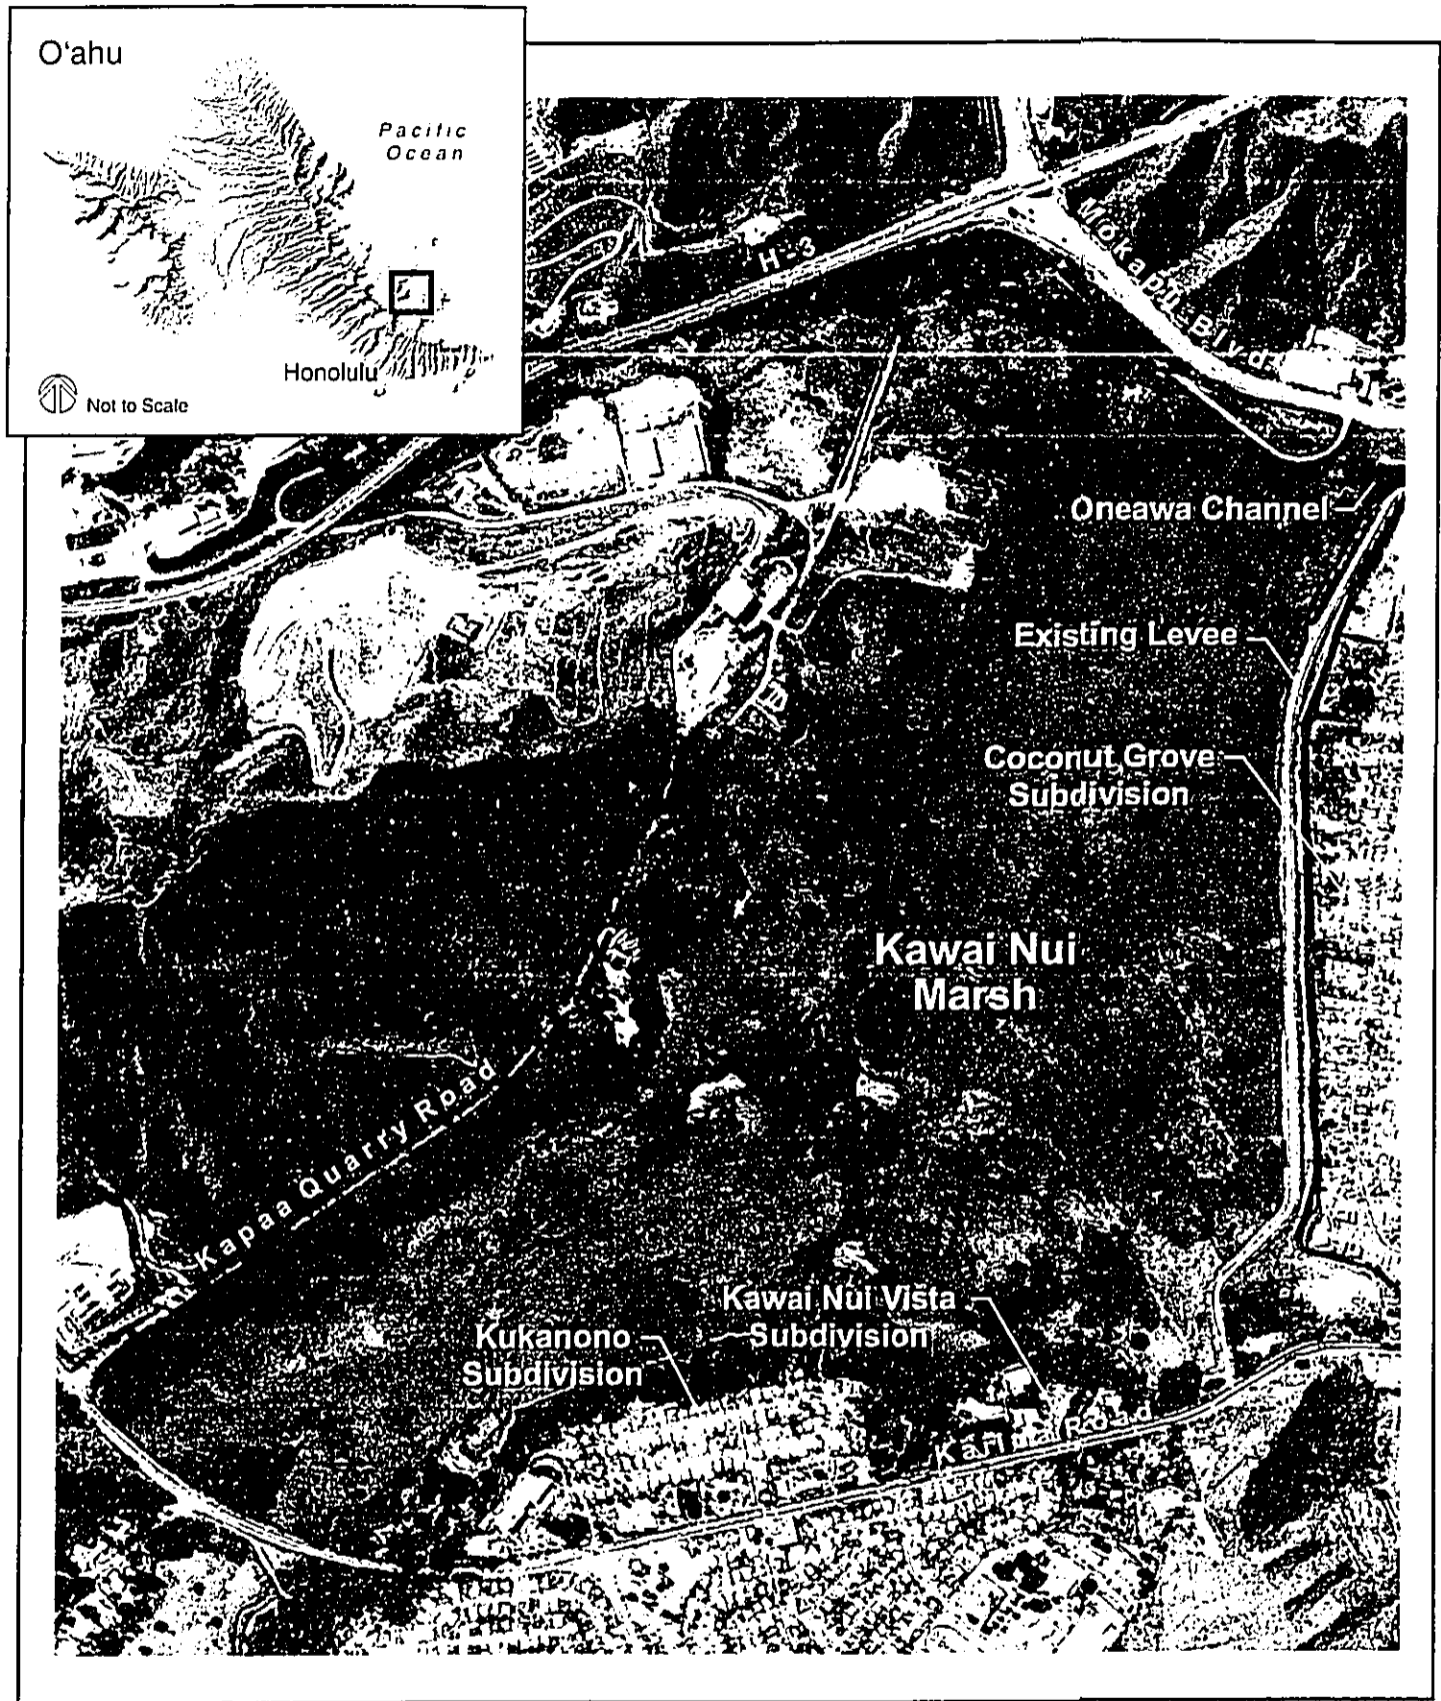 O‘ahu
Pacific
Ocean
Honolulu
Not to Scale
H-3
Mokapu Blvd
Oneawa Channel
Existing Levee
Coconut Grove
Subdivision
Kawai Nui
Marsh
Kapaa Quarry Road
Kawai Nui Vista
Subdivision
Kukanono
Subdivision
Kailua Road